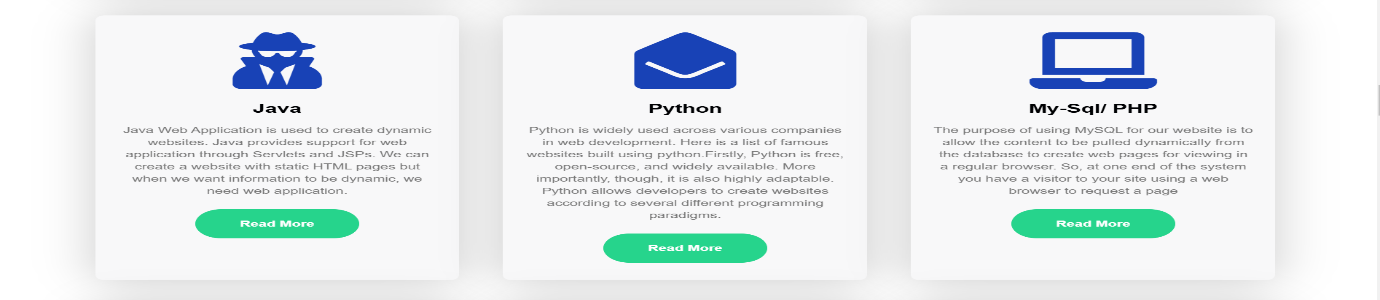 Java
Java Web Application is used to create dynamic
websites. Java provides support for web
application through Servlets and JSPs. We can
create a website with static HTML pages but
when we want information to be dynamic, we
need web application.
Read More
Python
Python is widely used across various companies
in web development. Here is a list of famous
websites built using python.Firstly, Python is free,
open-source, and widely available. More
importantly, though, it is also highly adaptable.
Python allows developers to create websites
according to several different programming
paradigms.
Read More
My-Sql/ PHP
The purpose of using MySQL for our website is to
allow the content to be pulled dynamically from
the database to create web pages for viewing in
a regular browser. So, at one end of the system
you have a visitor to your site using a web
browser to request a page
Read More